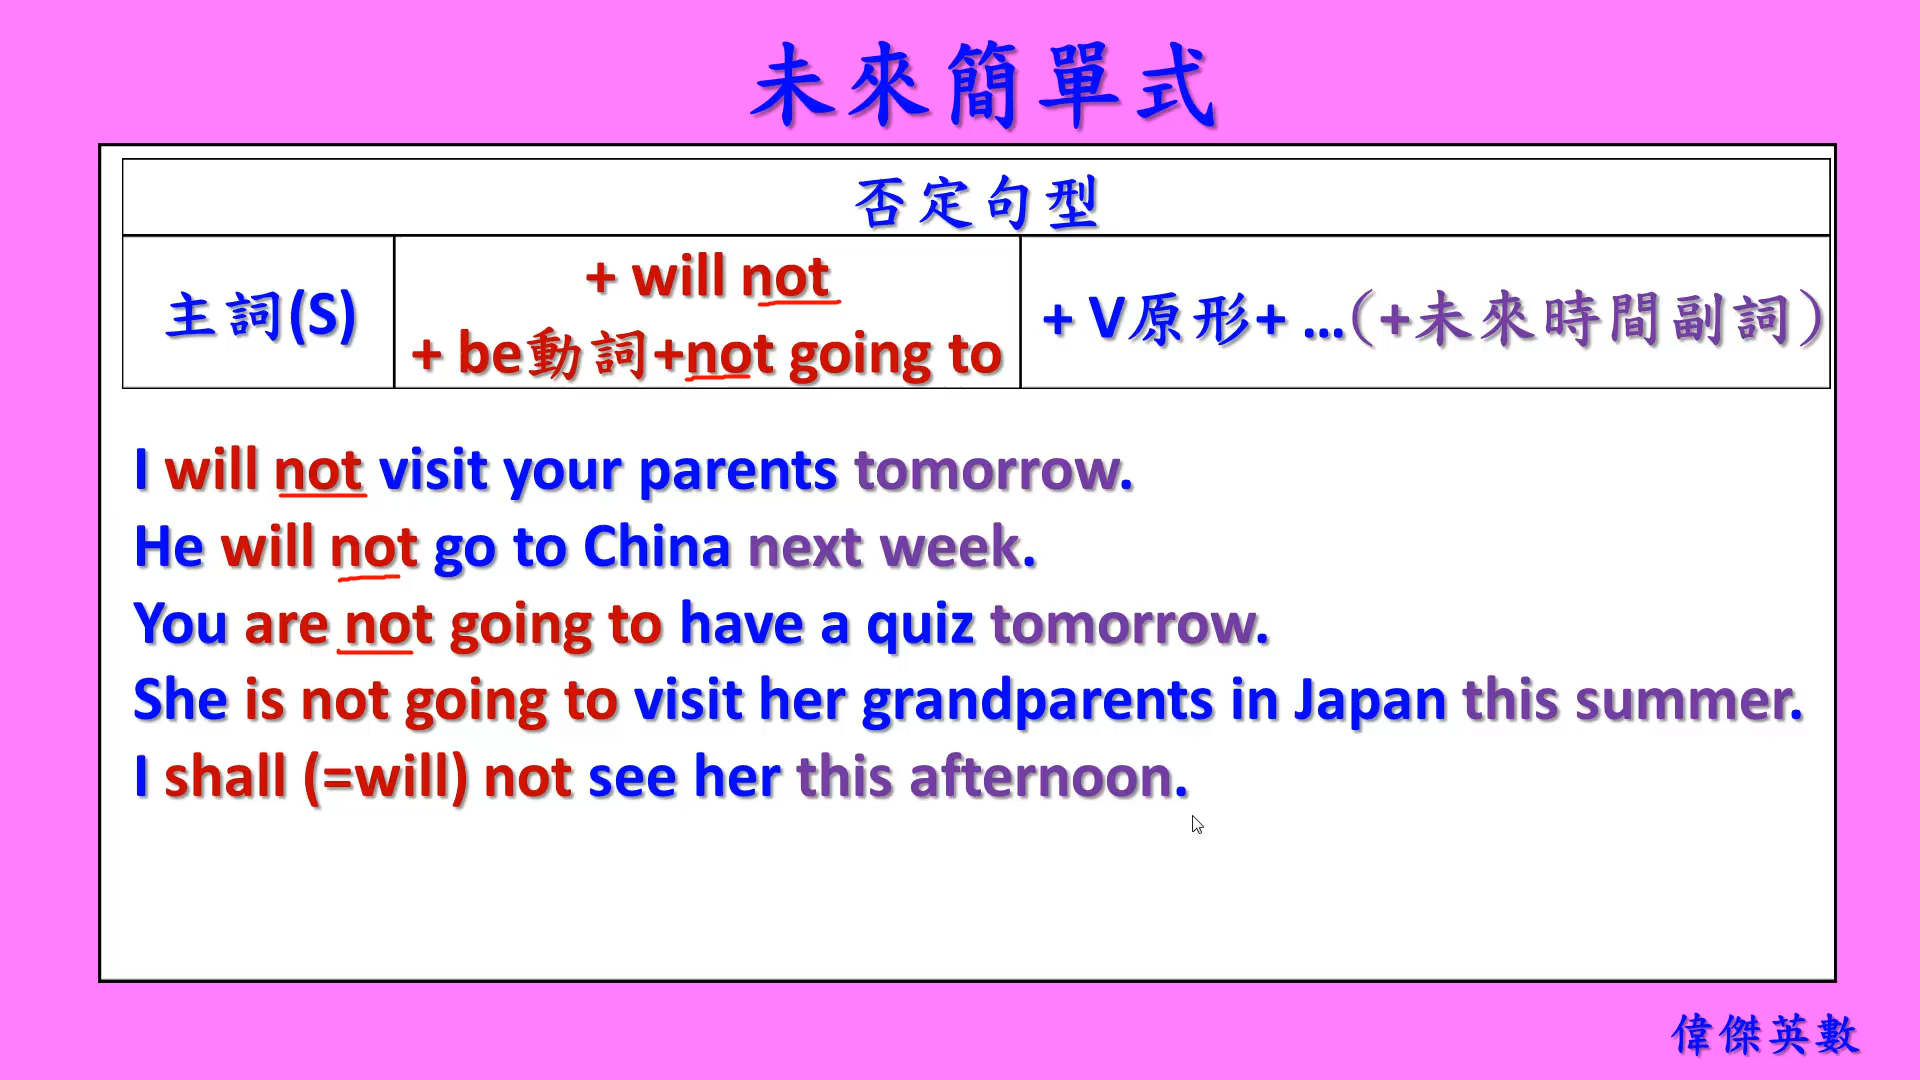 未來簡單式
否定句型
主詞(S)
+ will not
+ be動詞+not going to
+ V原形+ ...(+未來時間副詞)
I will not visit your parents tomorrow.
He will not go to China next week.
You are not going to have a quiz tomorrow.
She is not going to visit her grandparents in Japan this summer.
I shall (=will) not see her this afternoon.
偉傑英數